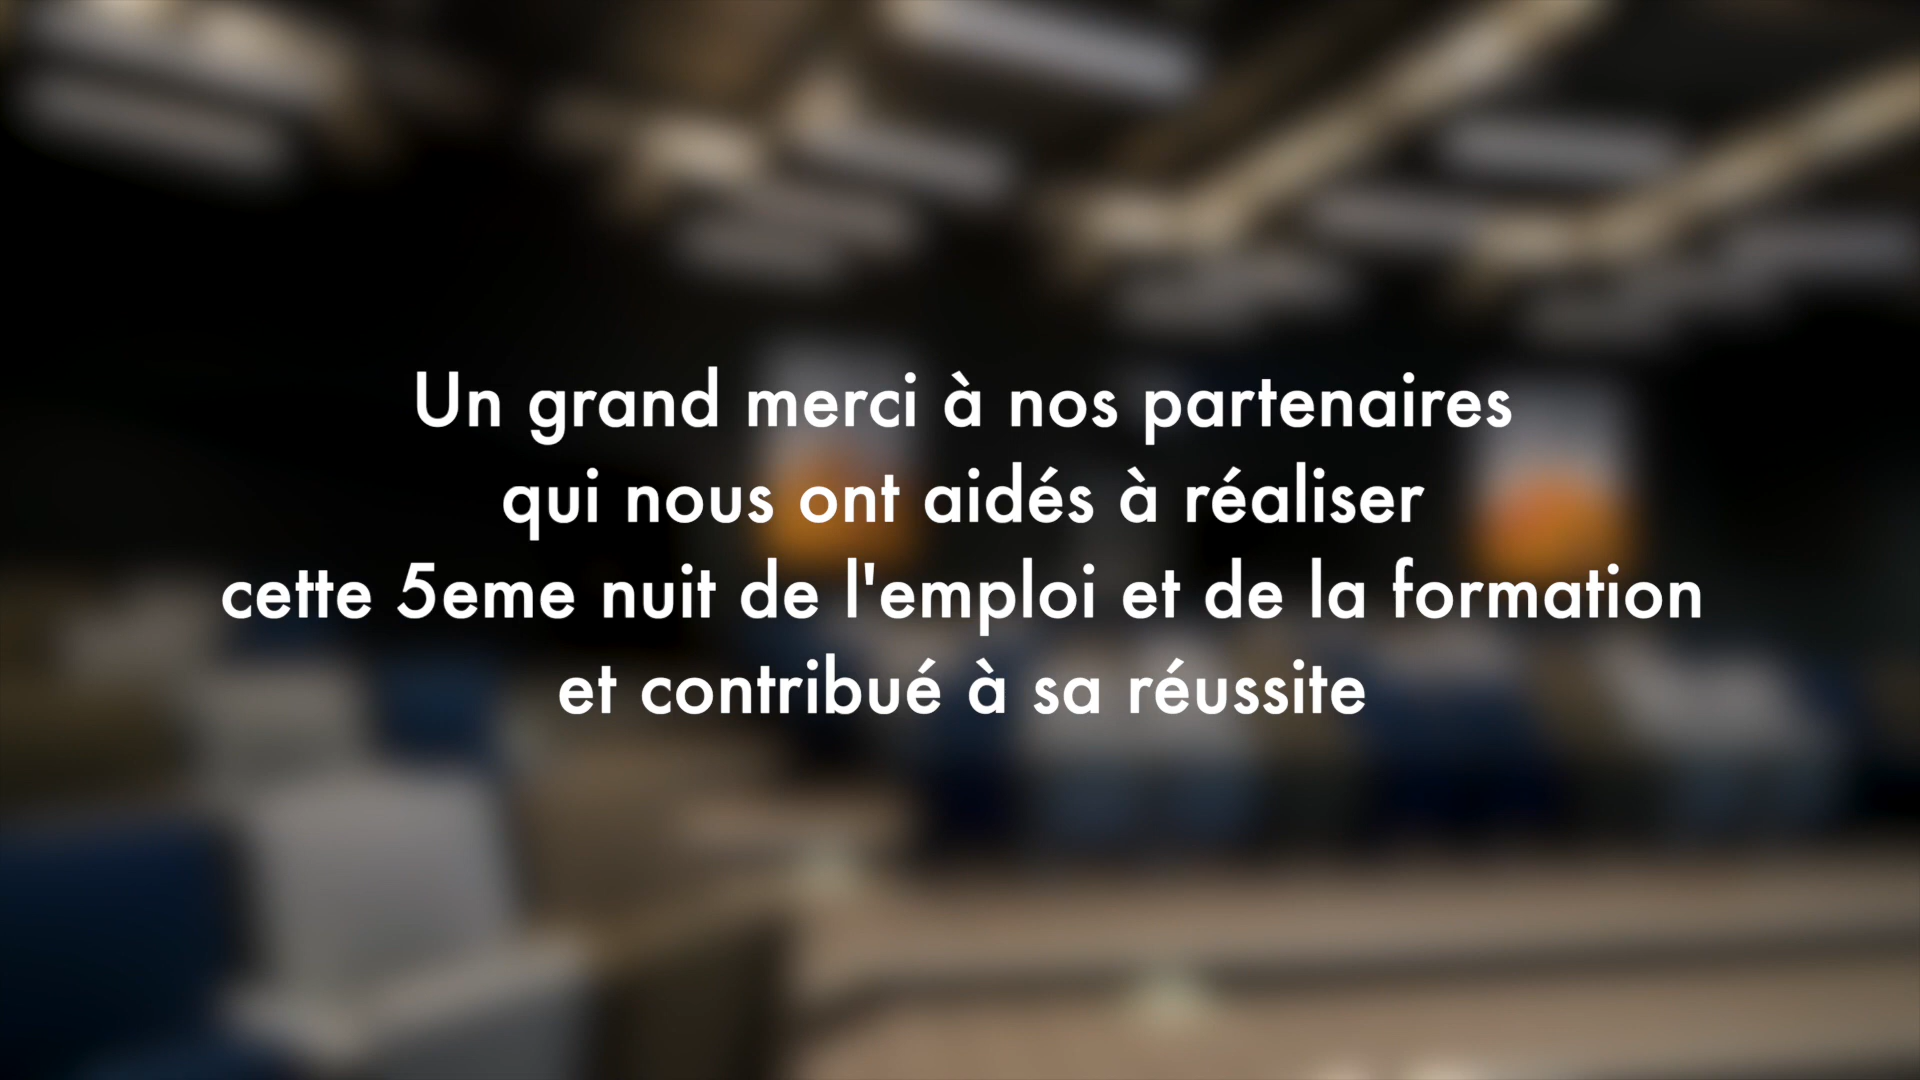 Un grand merci à nos partenaires
qui nous ont aidés à réaliser
cette 5eme nuit de l'emploi et de la formation
et contribué à sa réussite